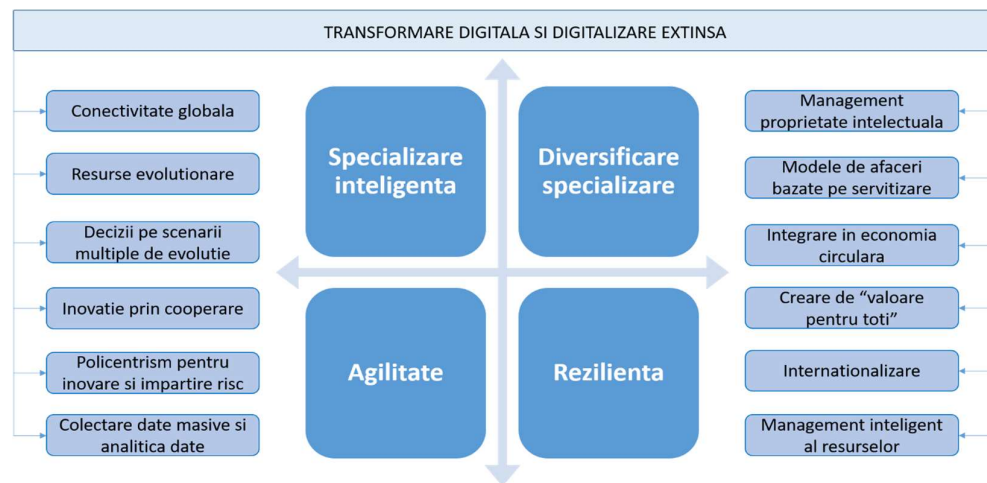 TRANSFORMARE DIGITALA SI DIGITALIZARE EXTINSA
Conectivitate globala
Resurse evolutionare
Decizii pe scenarii
multiple de evolutie
Inovatie prin cooperare
Policentrism pentru
inovare si impartire risc
Colectare date masive si
analitica date
Specializare
inteligenta
Diversificare
specializare
Agilitate
Rezilienta
Management
proprietate intelectuala
Modele de afaceri
bazate pe servitizare
Integrare in economia
circulara
Creare de “valoare
pentru toti”
Internationalizare
Management inteligent
al resurselor